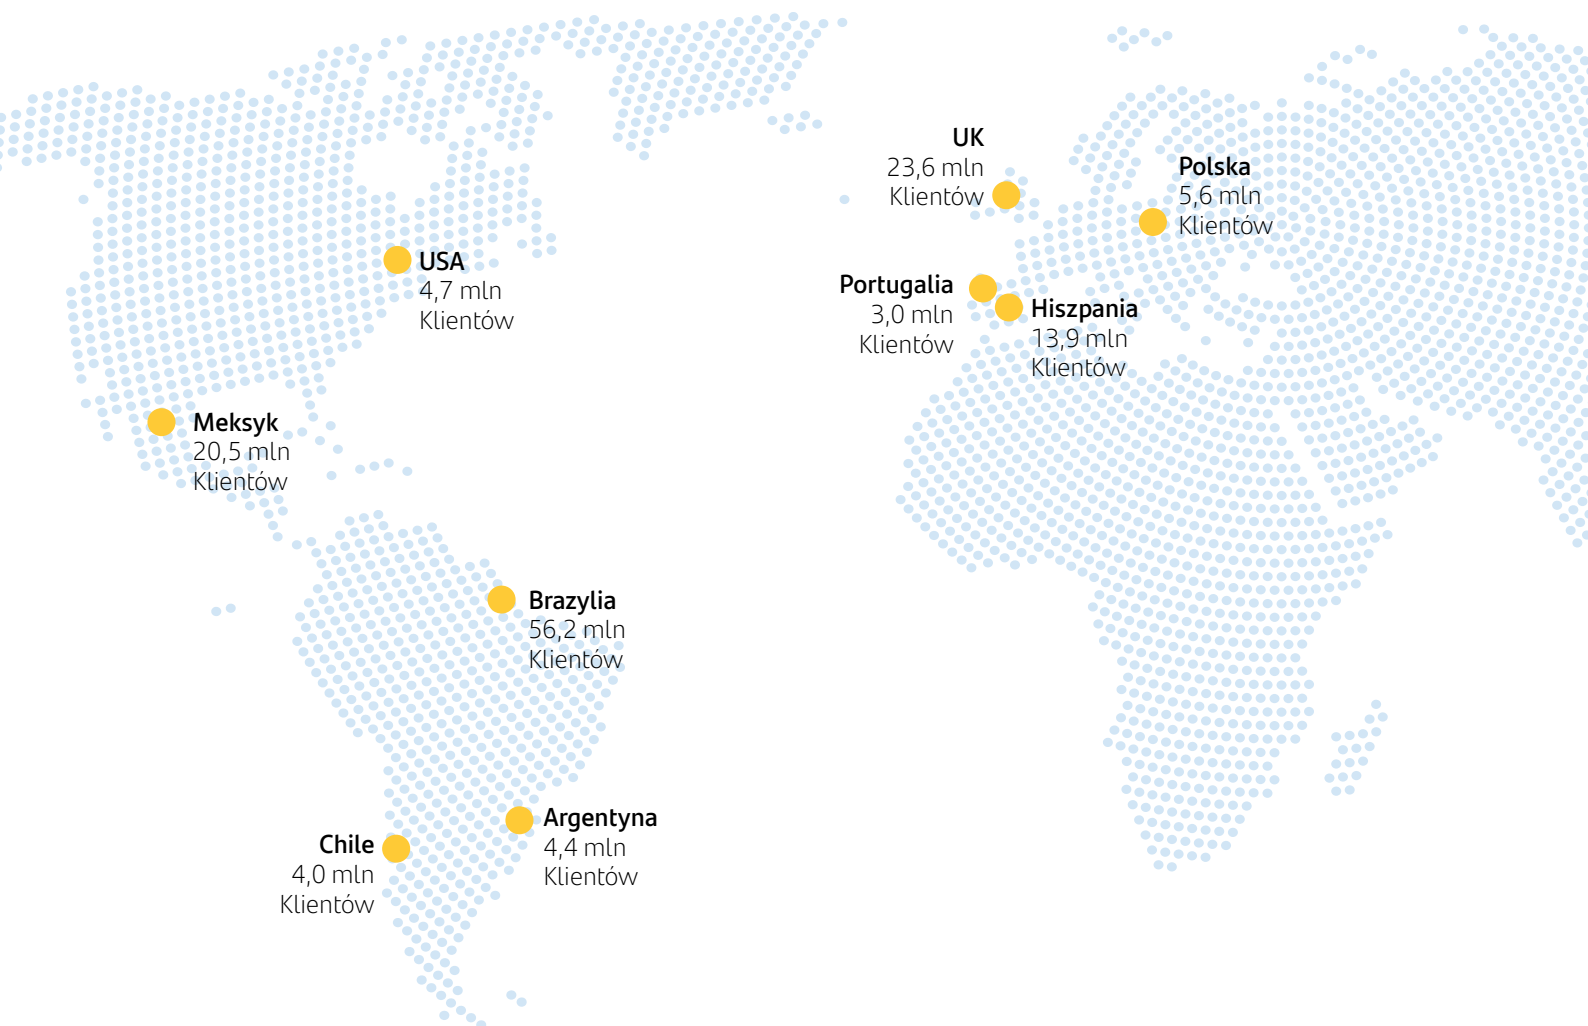 UK
23,6 mln
Klientów
Polska
5,6 mln
Klientów
USA
4,7 mln
Klientów
Portugalia
3,0 mln
Klientów
Hiszpania
13,9 mln
Klientów
Meksyk
20,5 mln
Klientów
Brazylia
56,2 mln
Klientów
Argentyna
4,4 mln
Klientów
Chile
4,0 mln
Klientów